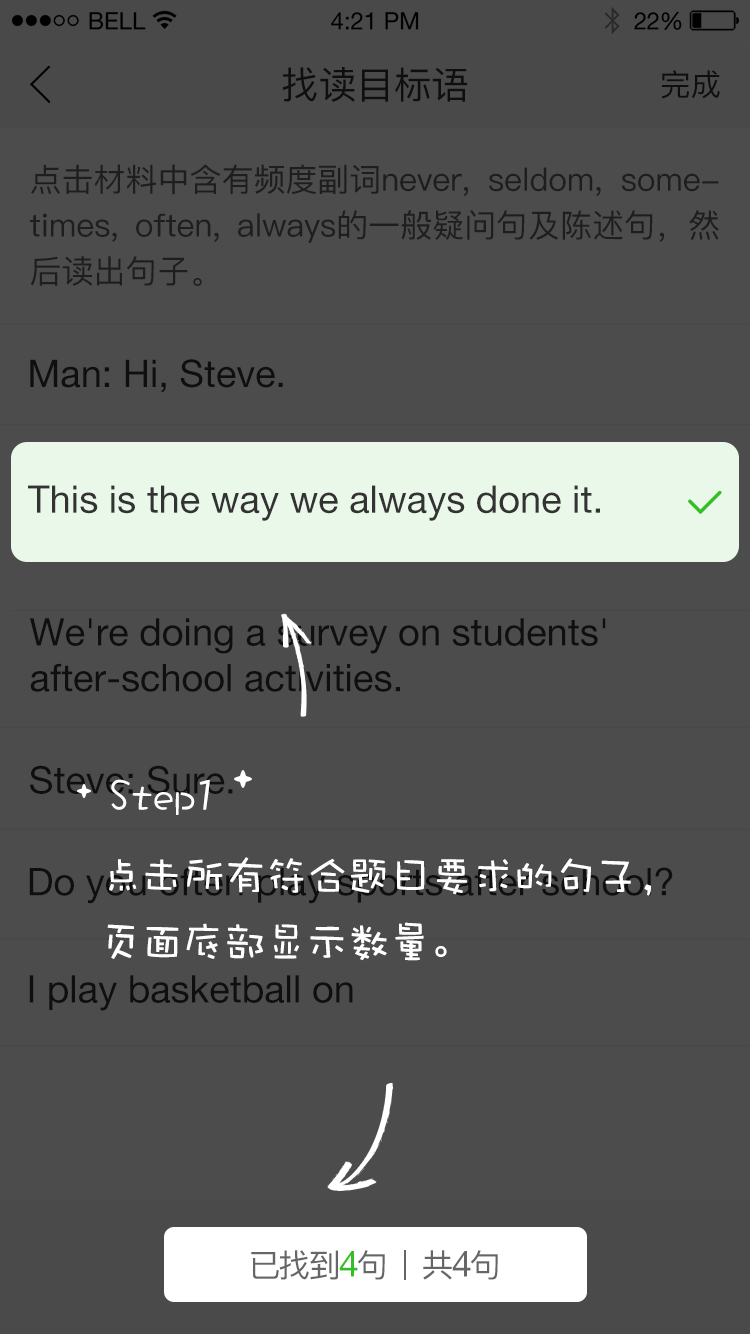 BELL 4:21 PM 22%
找读目标语 完成
点击材料中含有频度副词never, seldom, some-
times, often, always的一般疑问句及陈述句，然
后读出句子。
Man: Hi, Steve.
This is the way we always done it.
We're doing a survey on students'
after-school activities.
Steve: Sure.
Step1
Do you often play sports after school?
点击所有符合题目要求的句子，
页面底部显示数量。
I play basketball on
已找到4句｜共4句